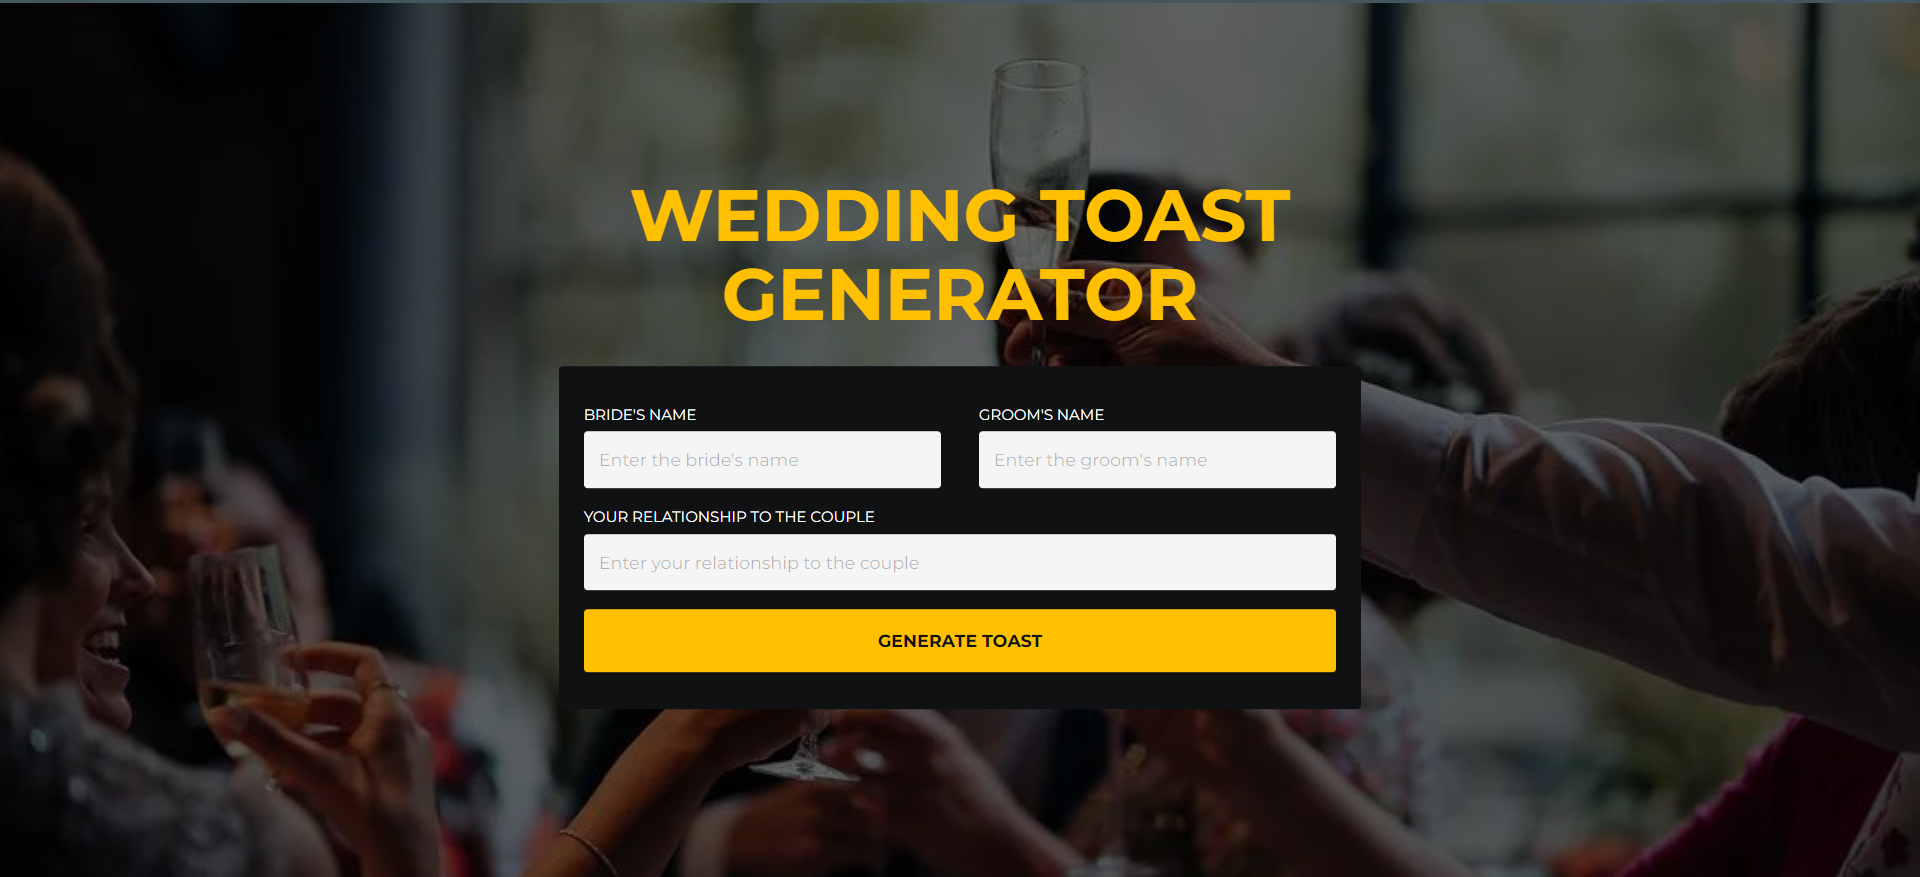 WEDDING TOAST
GENERATOR
BRIDE'S NAME
GROOM'S NAME
Enter the bride's name
Enter the groom's name
YOUR RELATIONSHIP TO THE COUPLE
Enter your relationship to the couple
GENERATE TOAST